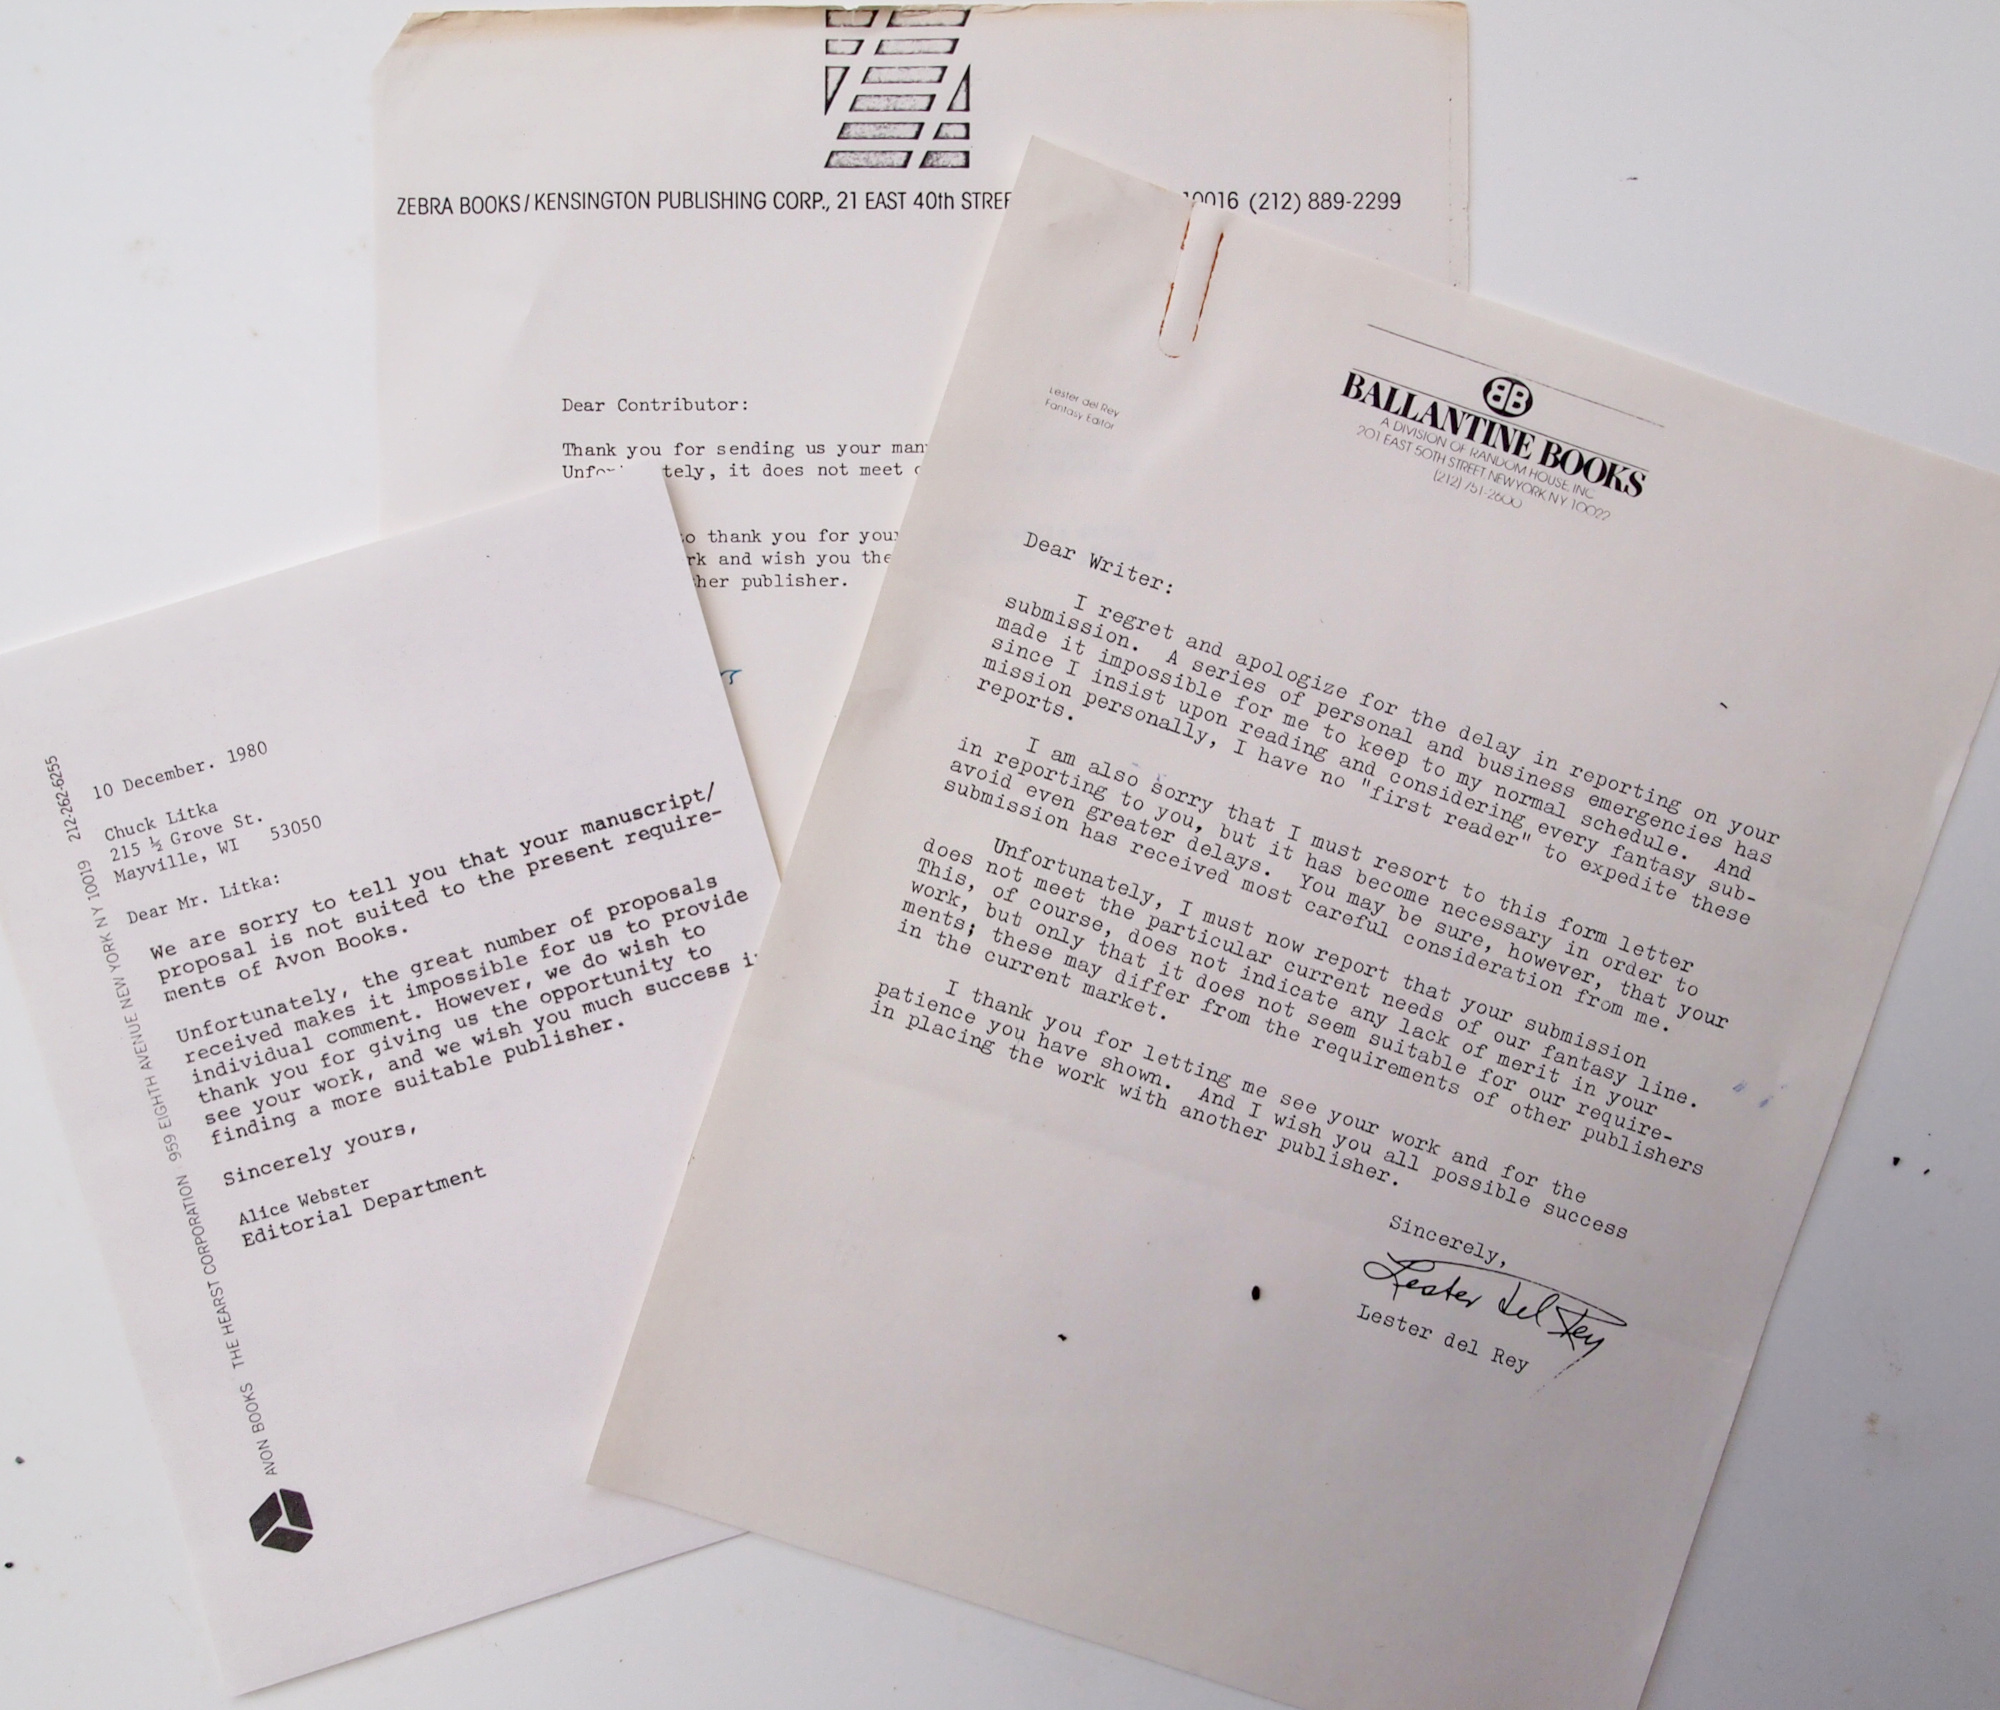 ZEBRA BOOKS / KENSINGTON PUBLISHING CORP., 21 EAST 40th 10016 (212) 889-2299
Dear Contributor:
Thank you for sending us your
it does not meet
thank you for
and wish you the
publisher.
212-262-6255
AVON BOOKS THE HEARST CORPORATION 959 EIGHTH AVENUE NEW YORK NY 10019
10 December. 1980
Chuck Litka
215 ½ Grove St.
Mayville, WI 53050
Dear Mr. Litka:
We are sorry to tell you that your manuscript/
proposal is not suited to the present require-
ments of Avon Books.
Unfortunately, the great number of proposals
received makes it impossible for us to provide
individual comment. However, we do wish to
thank you for giving us the opportunity to
see your work, and we wish you much success
finding a more suitable publisher.
Sincerely yours,
Alice Webster
Editorial Department
Lester del Rey
Fantasy Editor
BB
BALLANTINE BOOKS
A DIVISION OF RANDOM HOUSE, INC.
201 EAST 50TH STREET NEW YORK NY 10022
(212) 751-2600
Dear Writer:
I regret and apologize for the delay in reporting on your
submission. A series of personal and business emergencies has
made it impossible for me to keep to my normal schedule. And
since I insist upon reading and considering every fantasy sub-
mission personally, I have no "first reader" to expedite these
reports.
I am also sorry that I must resort to this form letter
in reporting to you, but it has become necessary in order to
avoid even greater delays. You may be sure, however, that your
submission has received most careful consideration from me.
Unfortunately, I must now report that your submission
does not meet the particular current needs of our fantasy line.
This, of course, does not indicate any lack of merit in your
work, but only that it does not seem suitable for our require-
ments; these may differ from the requirements of other publishers
in the current market.
I thank you for letting me see your work and for the
patience you have shown. And I wish you all possible success
in placing the work with another publisher.
Sincerely,
Lester del Rey
Lester del Rey